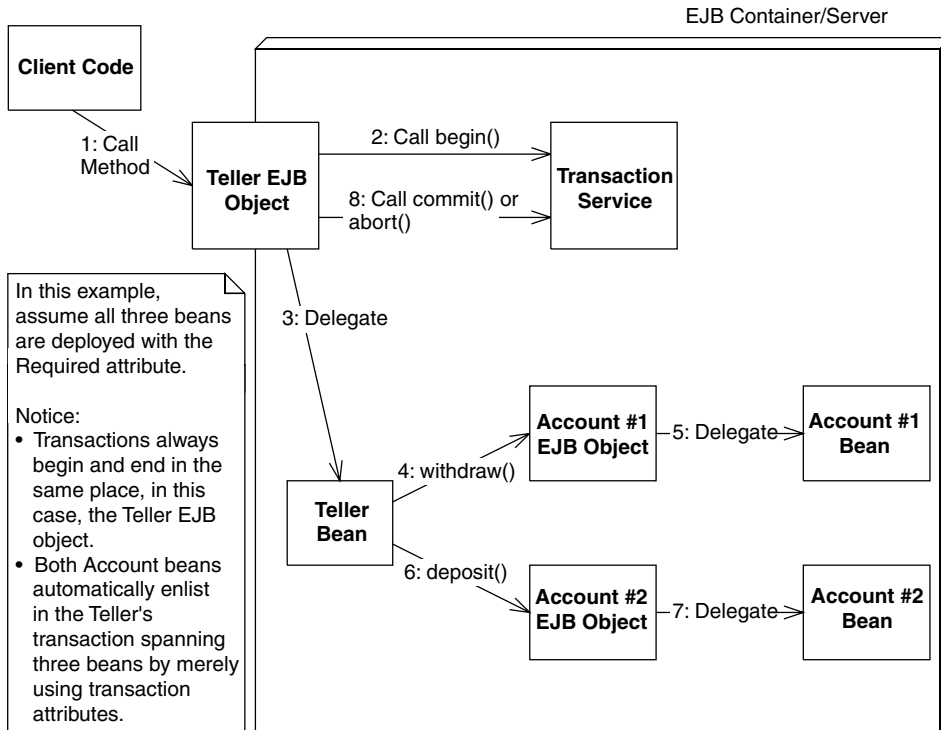 EJB Container/Server
Client Code
1: Call
Method
Teller EJB
Object
2: Call begin()
8: Call commit() or
abort()
Transaction
Service
In this example,
assume all three beans
are deployed with the
Required attribute.
Notice:
• Transactions always
begin and end in the
same place, in this
case, the Teller EJB
object.
• Both Account beans
automatically enlist
in the Teller's
transaction spanning
three beans by merely
using transaction
attributes.
3: Delegate
Teller
Bean
4: withdraw()
Account #1
EJB Object
5: Delegate
Account #1
Bean
6: deposit()
Account #2
EJB Object
7: Delegate
Account #2
Bean